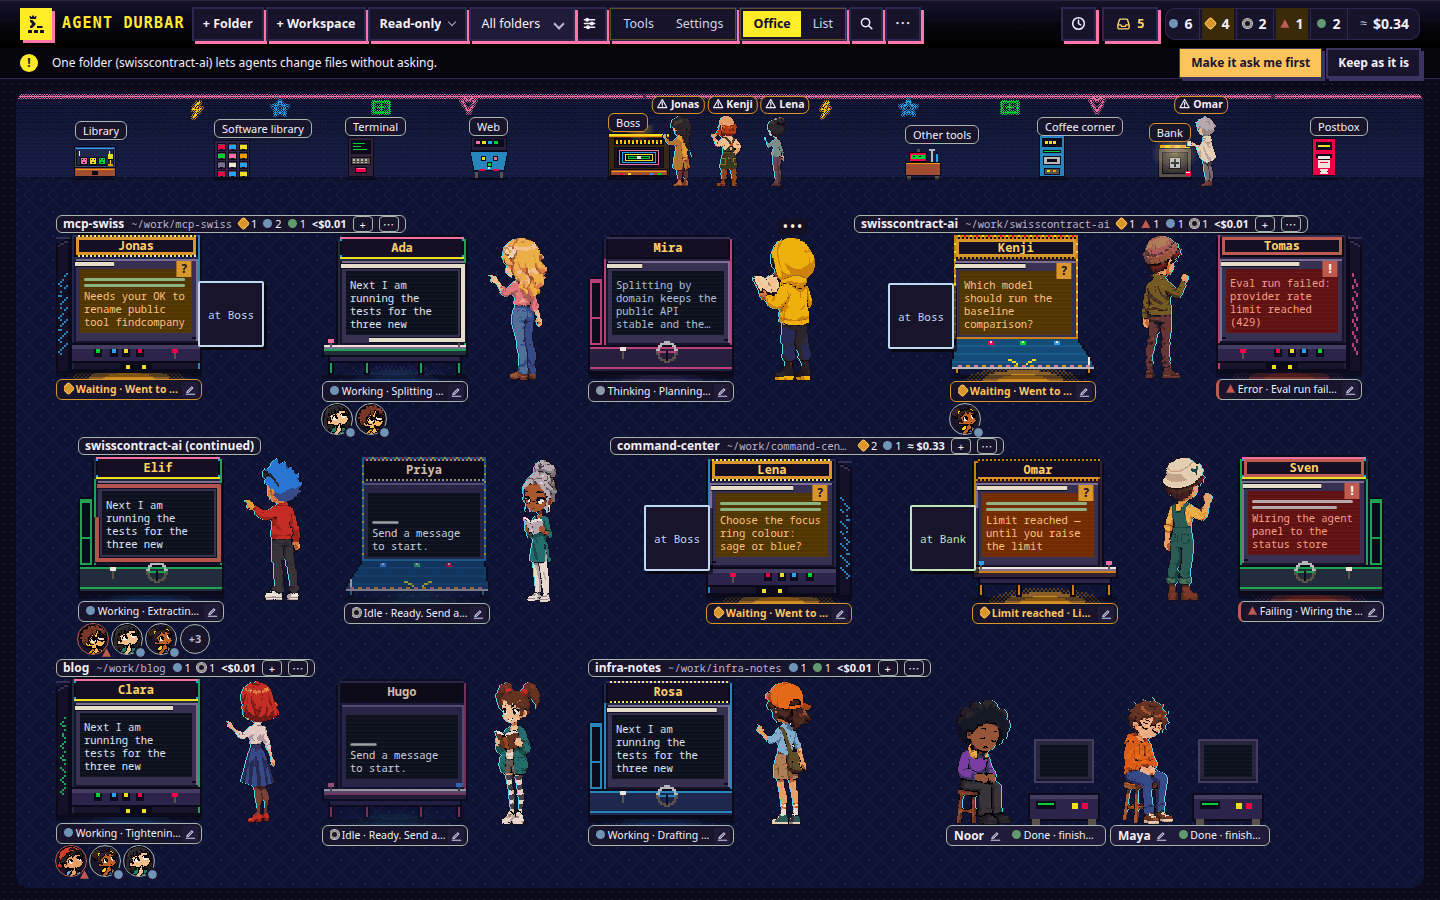 AGENT DURBAR
+ Folder
+ Workspace
Read-only
All folders
Tools
Settings
Office
List
5
6
4
2
1
2
≈ $0.34
! One folder (swisscontract-ai) lets agents change files without asking.
Make it ask me first
Keep as it is
Library
Software library
Terminal
Web
Boss
Jonas
Kenji
Lena
Other tools
Coffee corner
Bank
Omar
Postbox
mcp-swiss ~/work/mcp-swiss 1 2 1 <$0.01 + ...
swisscontract-ai ~/work/swisscontract-ai 1 1 1 1 <$0.01 + ...
Jonas
?
Needs your OK to
rename public
tool findcompany
at Boss
Waiting · Went to ...
Ada
Next I am
running the
tests for the
three new
Working · Splitting ...
Mira
Splitting by
domain keeps the
public API
stable and the…
Thinking · Planning...
...
at Boss
Kenji
?
Which model
should run the
baseline
comparison?
Waiting · Went to ...
Tomas
!
Eval run failed:
provider rate
limit reached
(429)
Error · Eval run fail...
swisscontract-ai (continued)
command-center ~/work/command-cen… 2 1 ≈ $0.33 + ...
Elif
Next I am
running the
tests for the
three new
Working · Extractin...
+3
Priya
Send a message
to start.
Idle · Ready. Send a...
at Boss
Lena
?
Choose the focus
ring colour:
sage or blue?
Waiting · Went to ...
at Bank
Omar
?
Limit reached —
until you raise
the limit
Limit reached · Li...
Sven
!
Wiring the agent
panel to the
status store
Failing · Wiring the ...
blog ~/work/blog 1 1 <$0.01 + ...
infra-notes ~/work/infra-notes 1 1 <$0.01 + ...
Clara
Next I am
running the
tests for the
three new
Working · Tightenin...
Hugo
Send a message
to start.
Idle · Ready. Send a...
Rosa
Next I am
running the
tests for the
three new
Working · Drafting ...
Noor
Done · finish...
Maya
Done · finish...